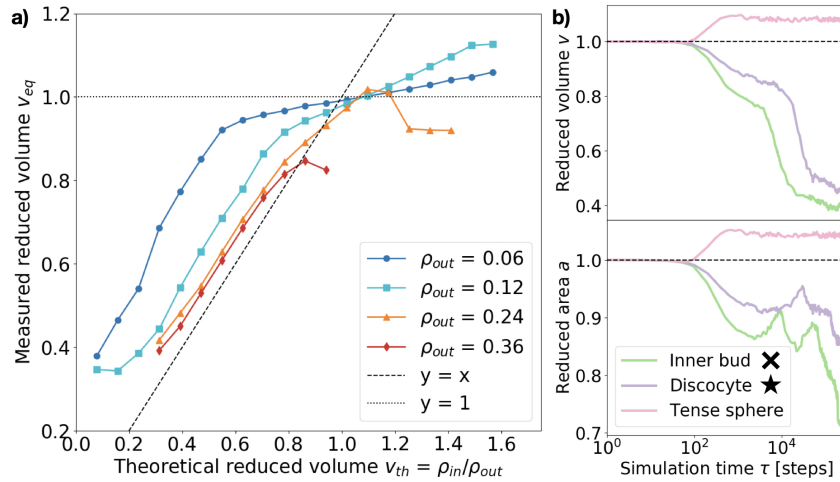 a)
1.2
1.0
0.8
0.6
0.4
0.2
Measured reduced volume v_eq
0.0 0.2 0.4 0.6 0.8 1.0 1.2 1.4 1.6
Theoretical reduced volume v_th = ρ_in/ρ_out
ρ_out = 0.06
ρ_out = 0.12
ρ_out = 0.24
ρ_out = 0.36
y = x
y = 1
b)
Reduced volume v
1.0
0.8
0.6
0.4
Reduced area a
1.0
0.9
0.8
0.7
Inner bud
Discocyte
Tense sphere
10^0 10^2 10^4
Simulation time τ [steps]